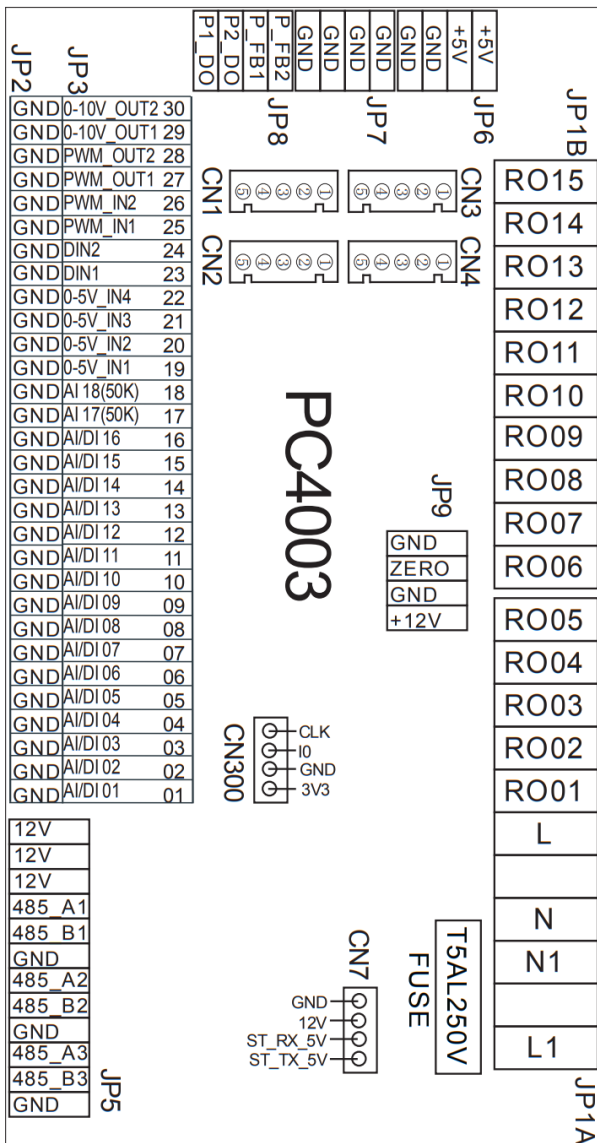 P1_DO
P2_DO
P_FB1
P_FB2
GND
GND
GND
GND
GND
GND
+5V
+5V
JP8
JP7
JP6
JP2
JP3
GND 0-10V_OUT2 30
GND 0-10V_OUT1 29
GND PWM_OUT2 28
GND PWM_OUT1 27
GND PWM_IN2 26
GND PWM_IN1 25
GND DIN2 24
GND DIN1 23
GND 0-5V_IN4 22
GND 0-5V_IN3 21
GND 0-5V_IN2 20
GND 0-5V_IN1 19
GND AI 18(50K) 18
GND AI 17(50K) 17
GND AI/DI 16 16
GND AI/DI 15 15
GND AI/DI 14 14
GND AI/DI 13 13
GND AI/DI 12 12
GND AI/DI 11 11
GND AI/DI 10 10
GND AI/DI 09 09
GND AI/DI 08 08
GND AI/DI 07 07
GND AI/DI 06 06
GND AI/DI 05 05
GND AI/DI 04 04
GND AI/DI 03 03
GND AI/DI 02 02
GND AI/DI 01 01
12V
12V
12V
485_A1
485_B1
GND
485_A2
485_B2
GND
485_A3
485_B3
GND
JP5
CN1
⑤④③②①
⑤④③②①
CN3
CN2
⑤④③②①
⑤④③②①
CN4
PC4003
JP9
GND
ZERO
GND
+12V
CN300
CLK
I0
GND
3V3
CN7
GND
12V
ST_RX_5V
ST_TX_5V
T5AL250V
FUSE
JP1B
RO15
RO14
RO13
RO12
RO11
RO10
RO09
RO08
RO07
RO06
RO05
RO04
RO03
RO02
RO01
L
N
N1
L1
JP1A